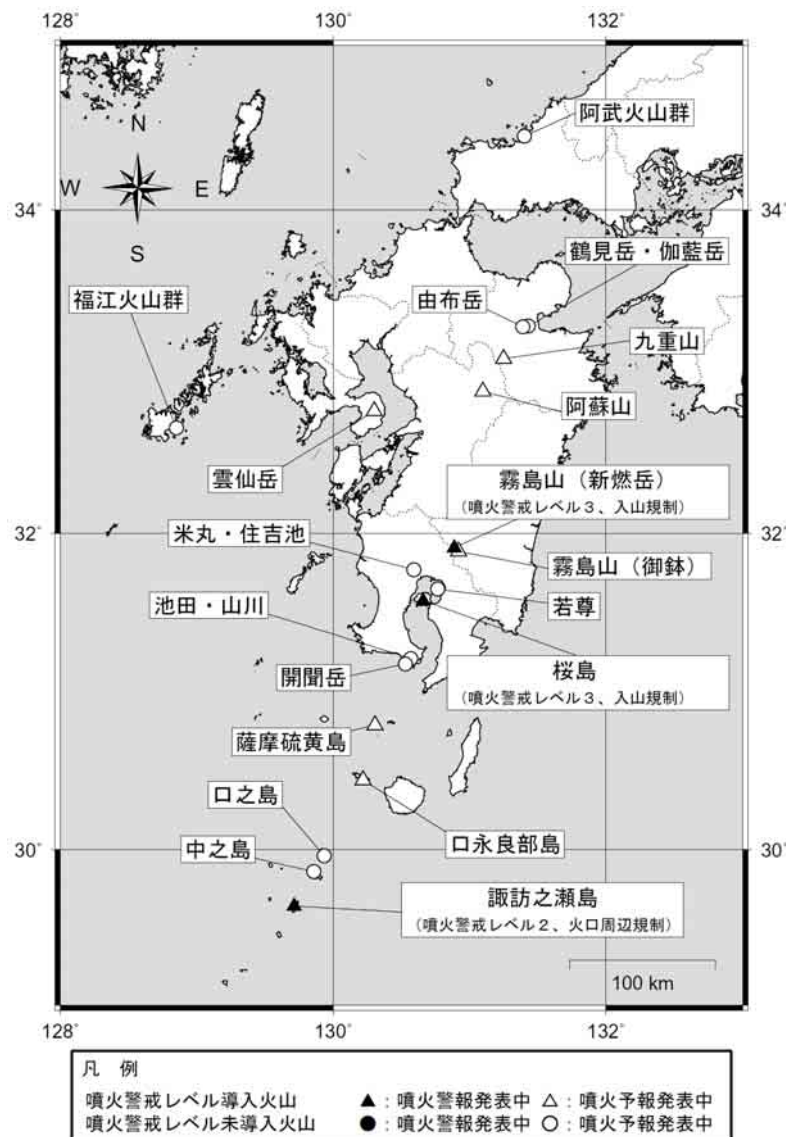 128° 130° 132°
N
W E
S
阿武火山群
34°
鶴見岳・伽藍岳
福江火山群
由布岳
九重山
阿蘇山
雲仙岳
霧島山(新燃岳)
(噴火警戒レベル3、入山規制)
32° 32°
米丸・住吉池
霧島山(御鉢)
池田・山川
若尊
開聞岳
桜島
(噴火警戒レベル3、入山規制)
薩摩硫黄島
口之島
口永良部島
30° 30°
中之島
諏訪之瀬島
(噴火警戒レベル2、火口周辺規制)
100 km
128° 130° 132°
凡 例
噴火警戒レベル導入火山 ▲:噴火警報発表中 △:噴火予報発表中
噴火警戒レベル未導入火山 ●:噴火警報発表中 ○:噴火予報発表中
34°